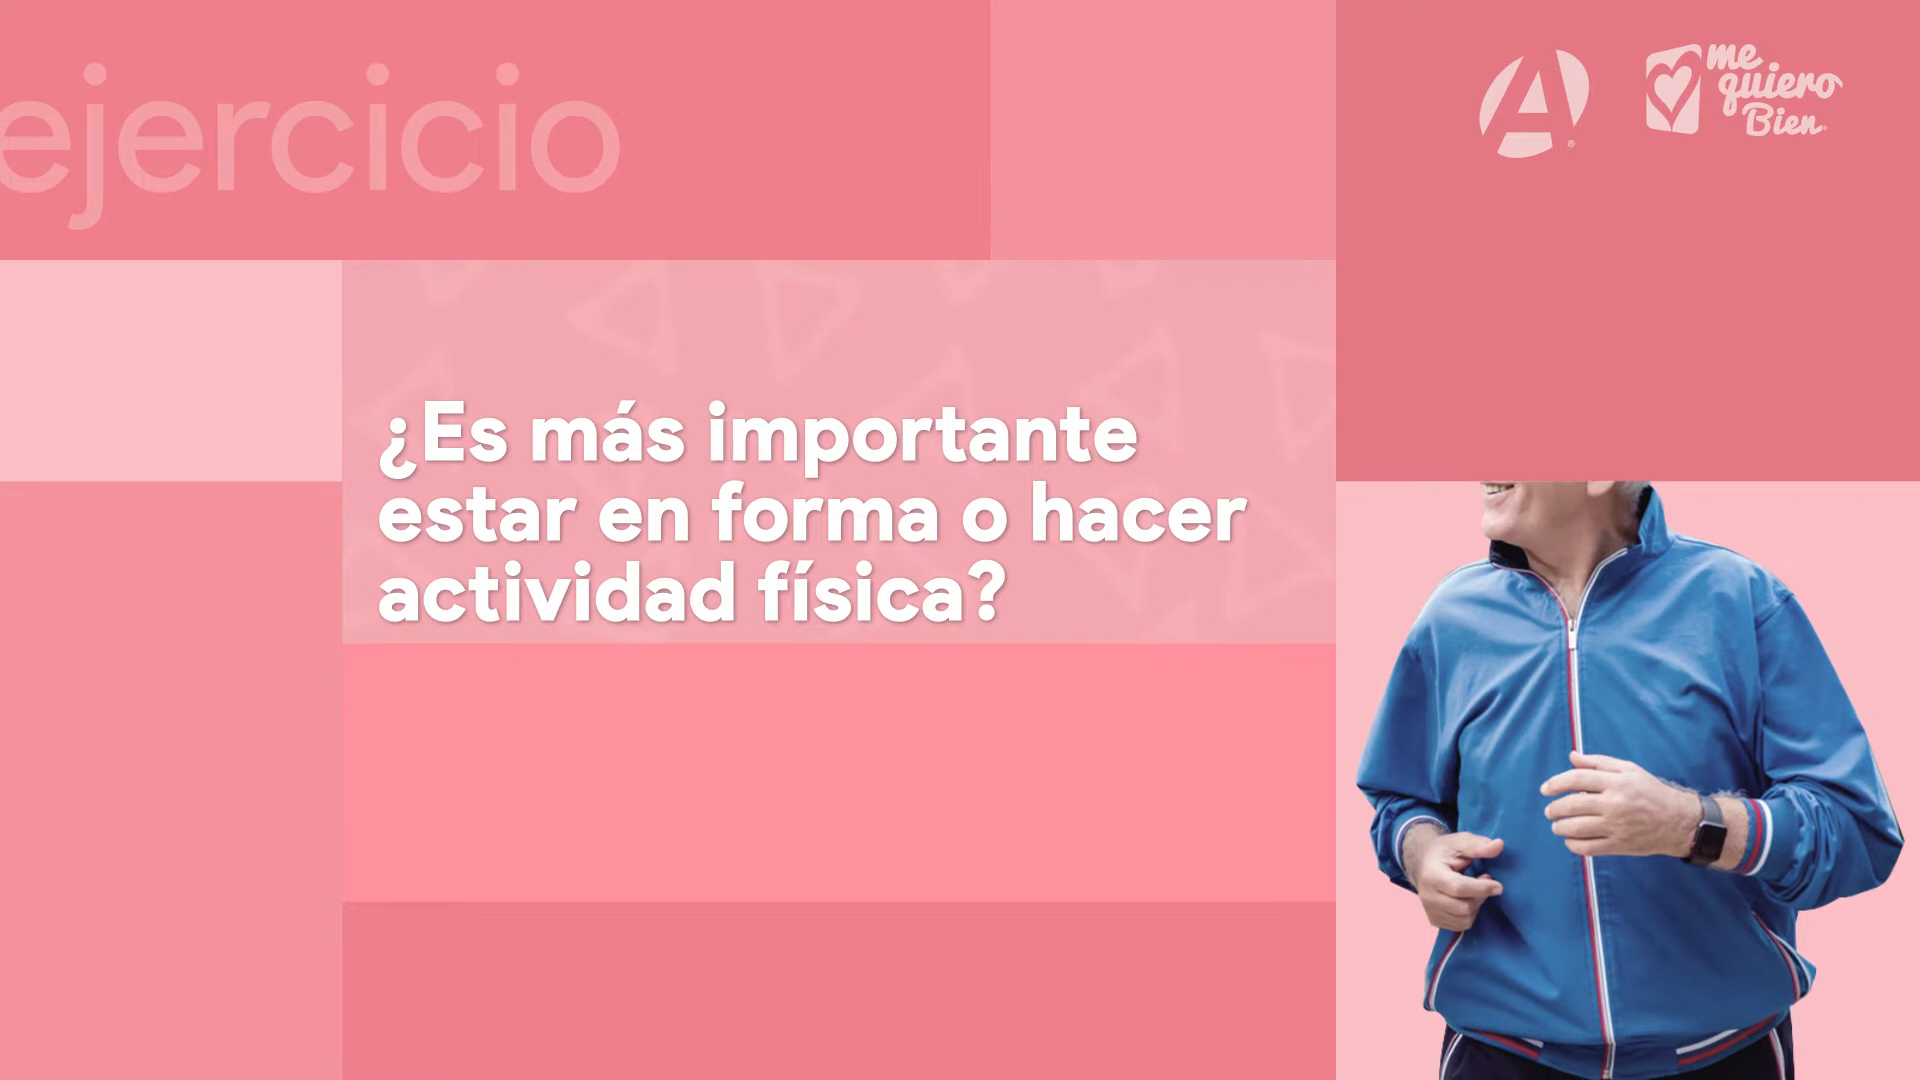 ejercicio
me
quiero
Bien
¿Es más importante
estar en forma o hacer
actividad física?